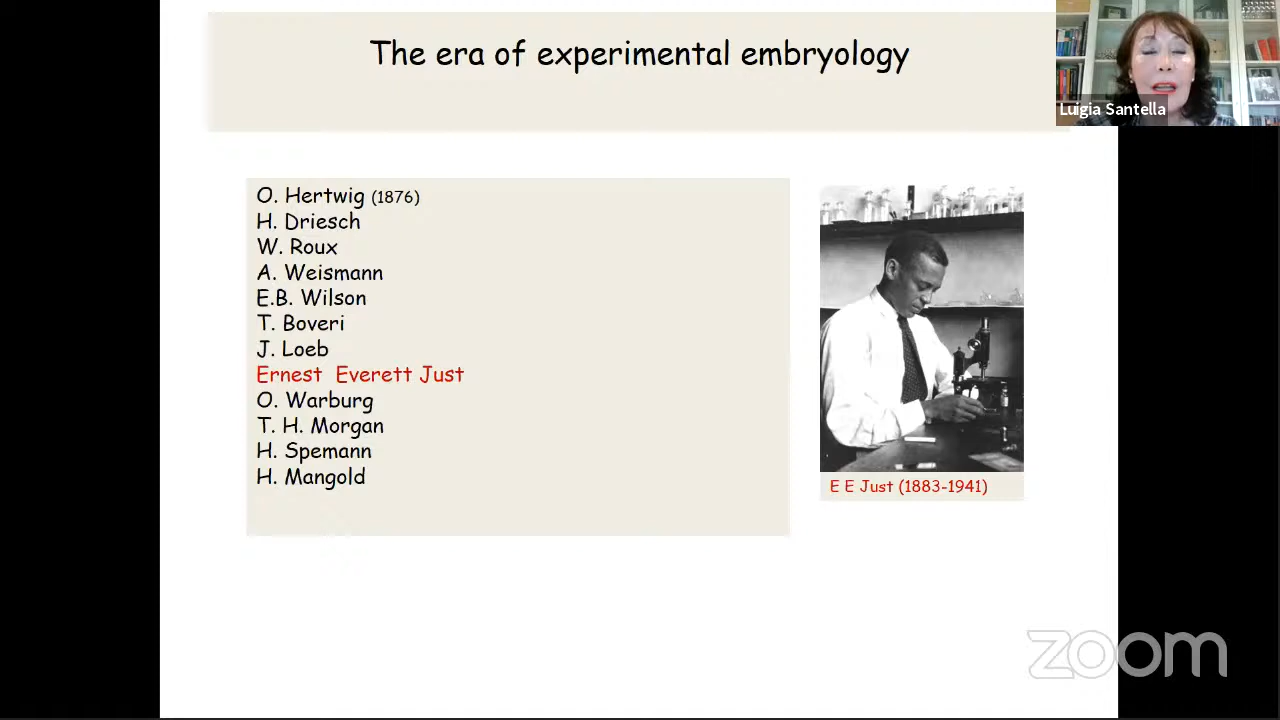 The era of experimental embryology
Luigia Santella
O. Hertwig (1876)
H. Driesch
W. Roux
A. Weismann
E.B. Wilson
T. Boveri
J. Loeb
Ernest Everett Just
O. Warburg
T. H. Morgan
H. Spemann
H. Mangold
E E Just (1883-1941)
zoom